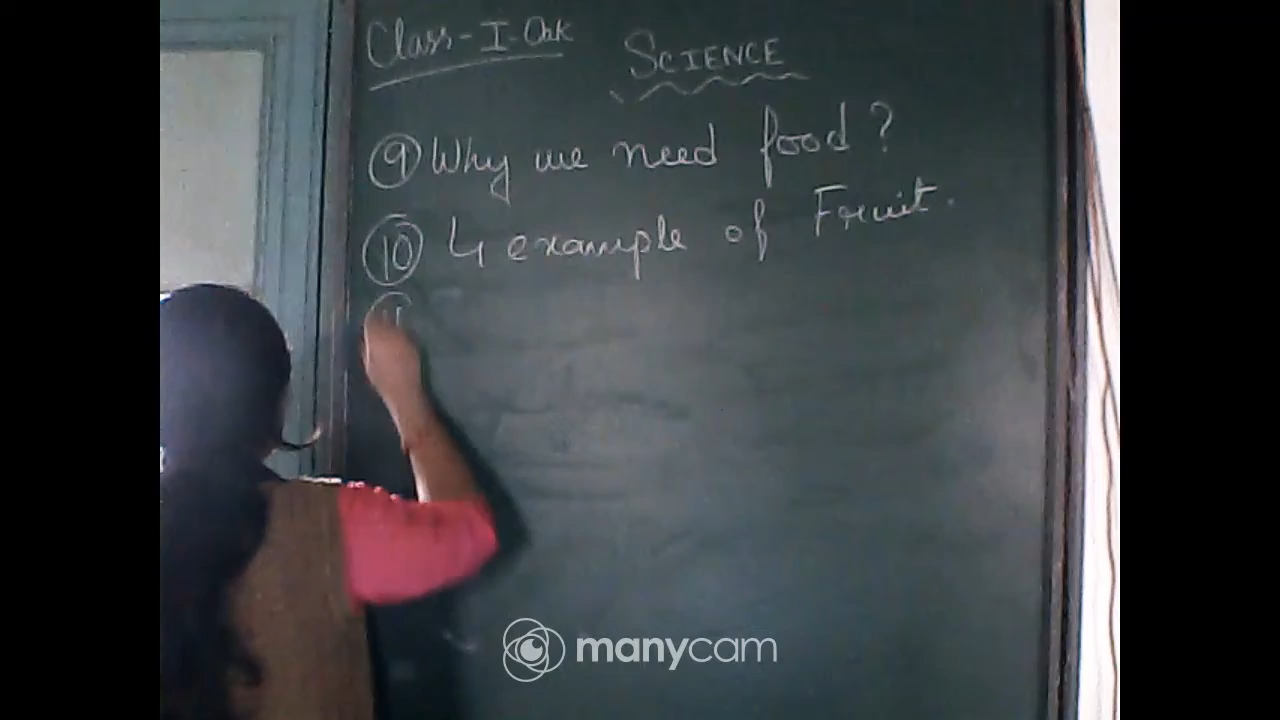 Class-I-Oak
SCIENCE
9 Why we need food?
10 4 example of Fruit.
manycam